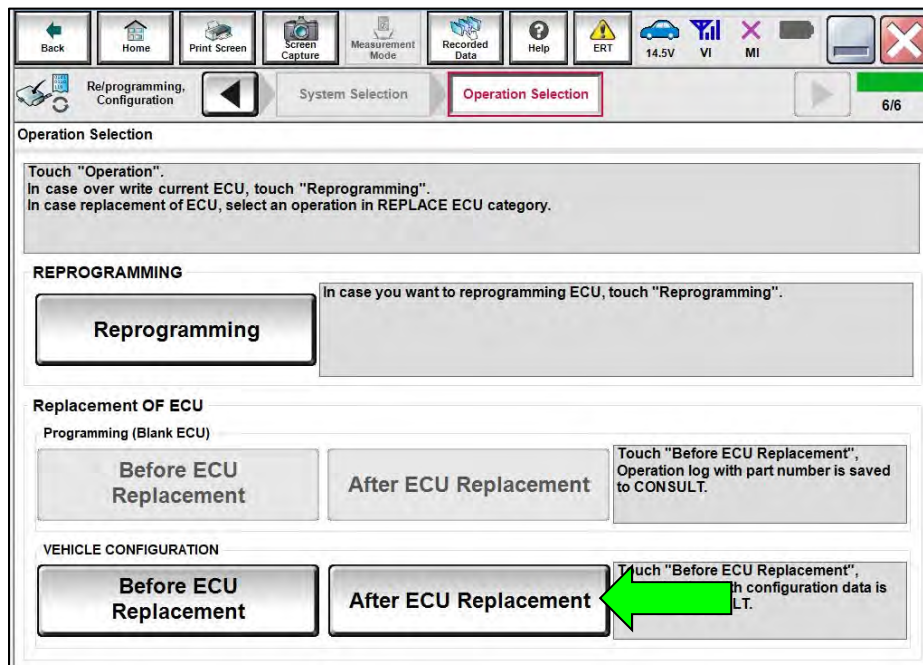 Back
Home
Print Screen
Screen
Capture
Measurement
Mode
Recorded
Data
Help
ERT
14.5V
VI
MI
Re/programming,
Configuration
System Selection
Operation Selection
6/6
Operation Selection
Touch "Operation".
In case over write current ECU, touch "Reprogramming".
In case replacement of ECU, select an operation in REPLACE ECU category.
REPROGRAMMING
Reprogramming
In case you want to reprogramming ECU, touch "Reprogramming".
Replacement OF ECU
Programming (Blank ECU)
Before ECU
Replacement
After ECU Replacement
Touch "Before ECU Replacement",
Operation log with part number is saved
to CONSULT.
VEHICLE CONFIGURATION
Before ECU
Replacement
After ECU Replacement
Touch "Before ECU Replacement",
configuration data is